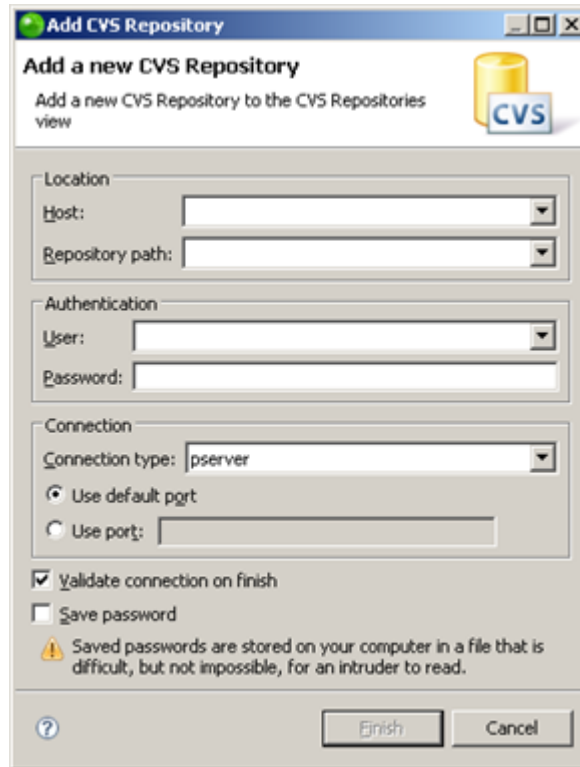 Add CVS Repository
Add a new CVS Repository
Add a new CVS Repository to the CVS Repositories
view
CVS
Location
Host:
Repository path:
Authentication
User:
Password:
Connection
Connection type: pserver
Use default port
Use port:
Validate connection on finish
Save password
Saved passwords are stored on your computer in a file that is
difficult, but not impossible, for an intruder to read.
Finish Cancel